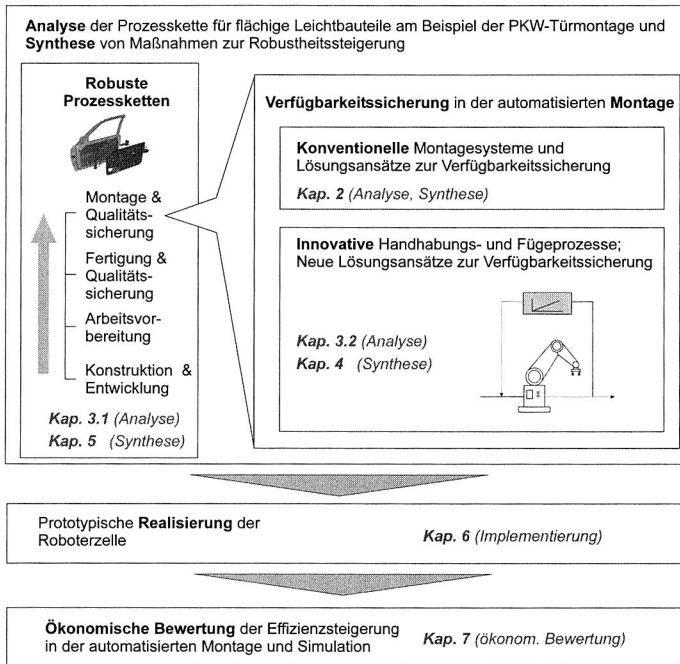 Analyse der Prozesskette für flächige Leichtbauteile am Beispiel der PKW-Türmontage und
Synthese von Maßnahmen zur Robustheitssteigerung
Robuste
Prozessketten
Montage &
Qualitäts-
sicherung
Fertigung &
Qualitäts-
sicherung
Arbeitsvor-
bereitung
Konstruktion &
Entwicklung
Kap. 3.1 (Analyse)
Kap. 5 (Synthese)
Verfügbarkeitssicherung in der automatisierten Montage
Konventionelle Montagesysteme und
Lösungsansätze zur Verfügbarkeitssicherung
Kap. 2 (Analyse, Synthese)
Innovative Handhabungs- und Fügeprozesse;
Neue Lösungsansätze zur Verfügbarkeitssicherung
Kap. 3.2 (Analyse)
Kap. 4 (Synthese)
Prototypische Realisierung der
Roboterzelle
Kap. 6 (Implementierung)
Ökonomische Bewertung der Effizienzsteigerung
in der automatisierten Montage und Simulation
Kap. 7 (ökonom. Bewertung)